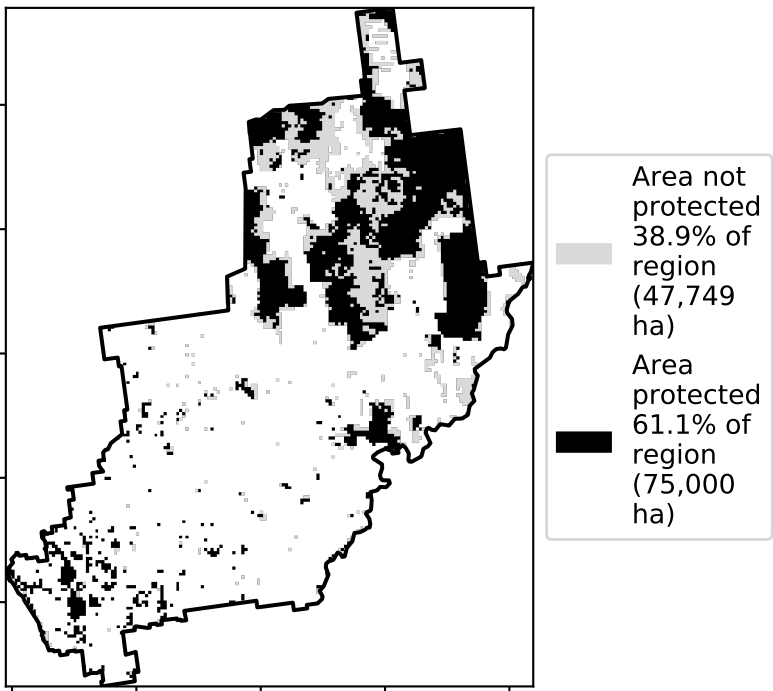 Area not
protected
38.9% of
region
(47,749
ha)
Area
protected
61.1% of
region
(75,000
ha)